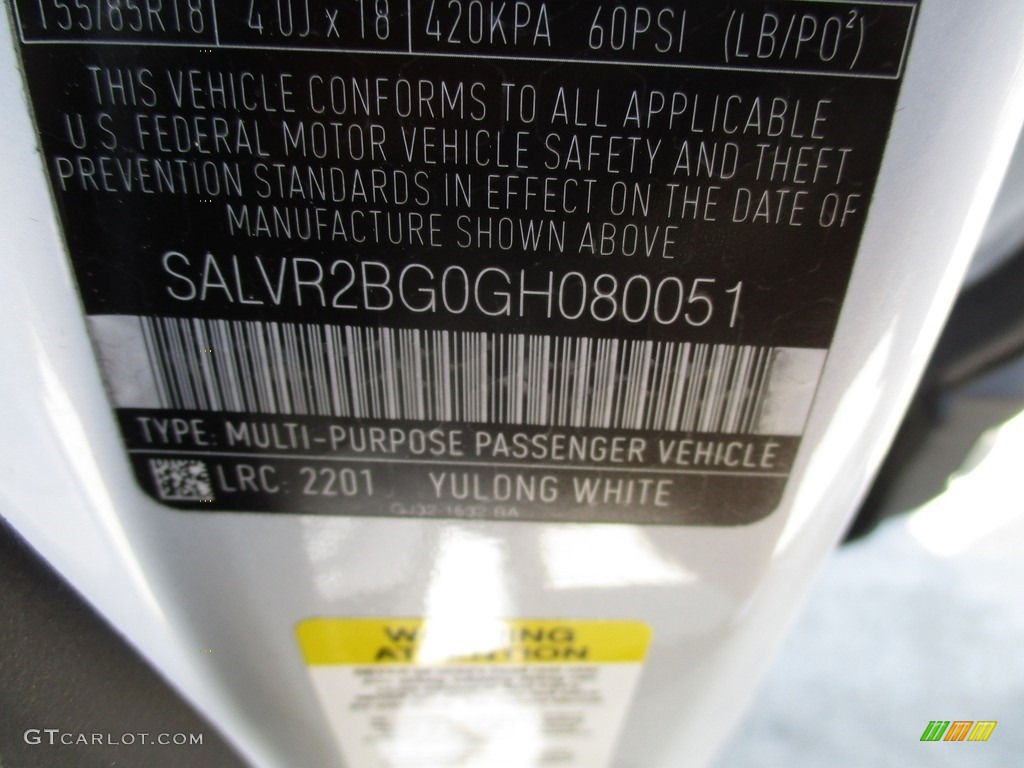 155/85R18 4.0J x 18 420KPA 60PSI (LB/PO²)
THIS VEHICLE CONFORMS TO ALL APPLICABLE
U.S. FEDERAL MOTOR VEHICLE SAFETY AND THEFT
PREVENTION STANDARDS IN EFFECT ON THE DATE OF
MANUFACTURE SHOWN ABOVE
SALVR2BG0GH080051
TYPE: MULTI-PURPOSE PASSENGER VEHICLE
LRC: 2201 YULONG WHITE
WARNING
ATTENTION
GTCARLOT.COM